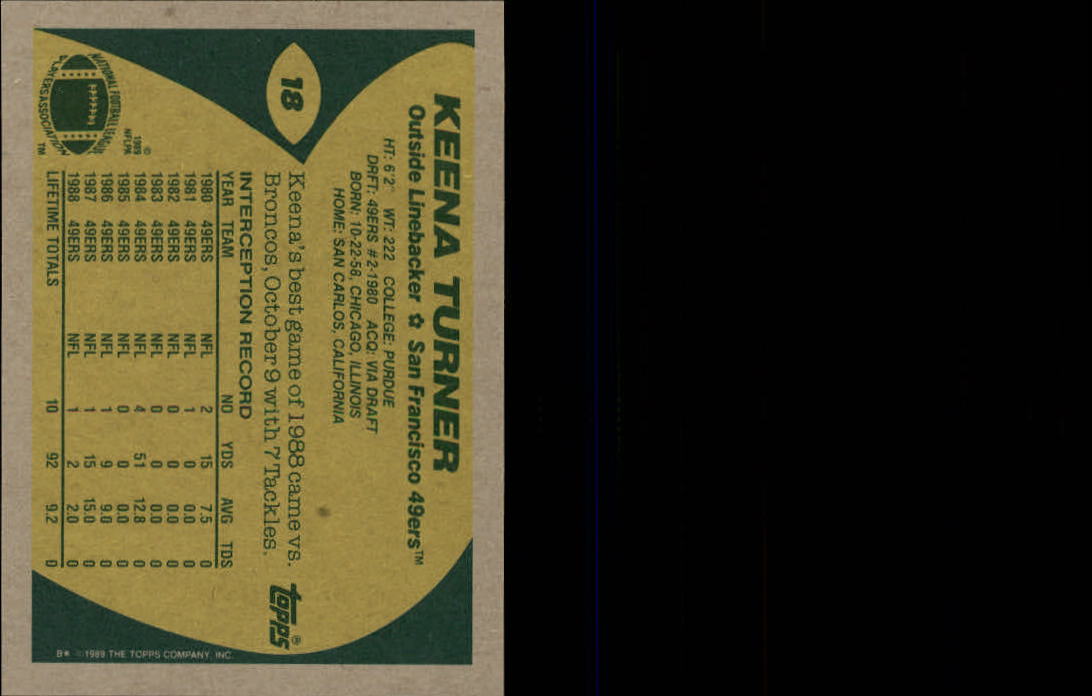 KEENA TURNER
Outside Linebacker ✿ San Francisco 49ers™
HT: 6'2" WT: 222 COLLEGE: PURDUE
DRFT: 49ERS #2-1980 ACQ: VIA DRAFT
BORN: 10-22-58, CHICAGO, ILLINOIS
HOME: SAN CARLOS, CALIFORNIA
18
Keena's best game of 1988 came vs.
Broncos, October 9 with 7 Tackles.
topps®
INTERCEPTION RECORD
YEAR TEAM NO YDS AVG TDS
1980 49ERS NFL 2 15 7.5 0
1981 49ERS NFL 1 0 0.0 0
1982 49ERS NFL 0 0 0.0 0
1983 49ERS NFL 0 0 0.0 0
1984 49ERS NFL 4 51 12.8 0
1985 49ERS NFL 0 0 0.0 0
1986 49ERS NFL 1 9 9.0 0
1987 49ERS NFL 1 15 15.0 0
1988 49ERS NFL 1 2 2.0 0
LIFETIME TOTALS 10 92 9.2 0
NATIONAL FOOTBALL LEAGUE
PLAYERS ASSOCIATION
TM
©
1989
NFLPA
B* ©1989 THE TOPPS COMPANY, INC.